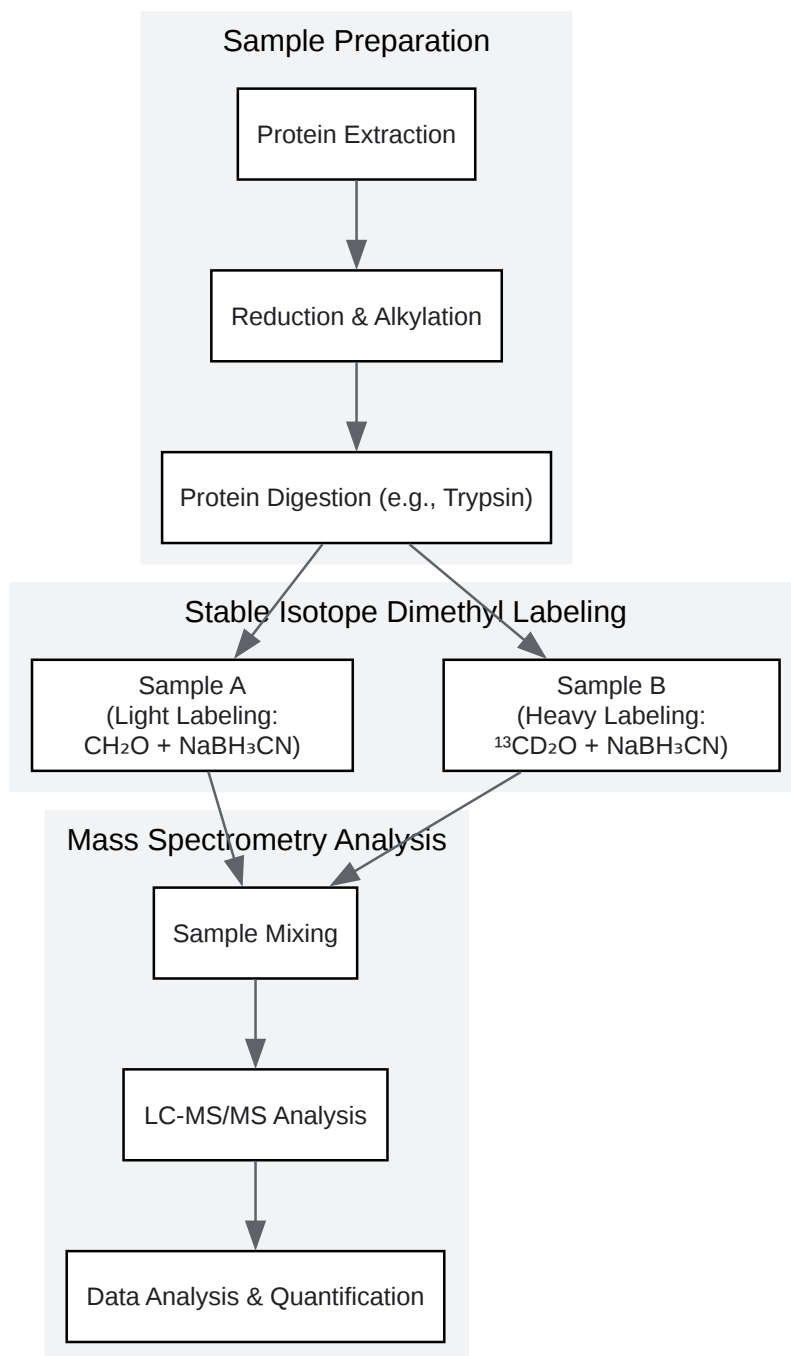 Sample Preparation
Protein Extraction
Reduction & Alkylation
Protein Digestion (e.g., Trypsin)
Stable Isotope Dimethyl Labeling
Sample A
(Light Labeling:
CH₂O + NaBH₃CN)
Sample B
(Heavy Labeling:
¹³CD₂O + NaBH₃CN)
Mass Spectrometry Analysis
Sample Mixing
LC-MS/MS Analysis
Data Analysis & Quantification